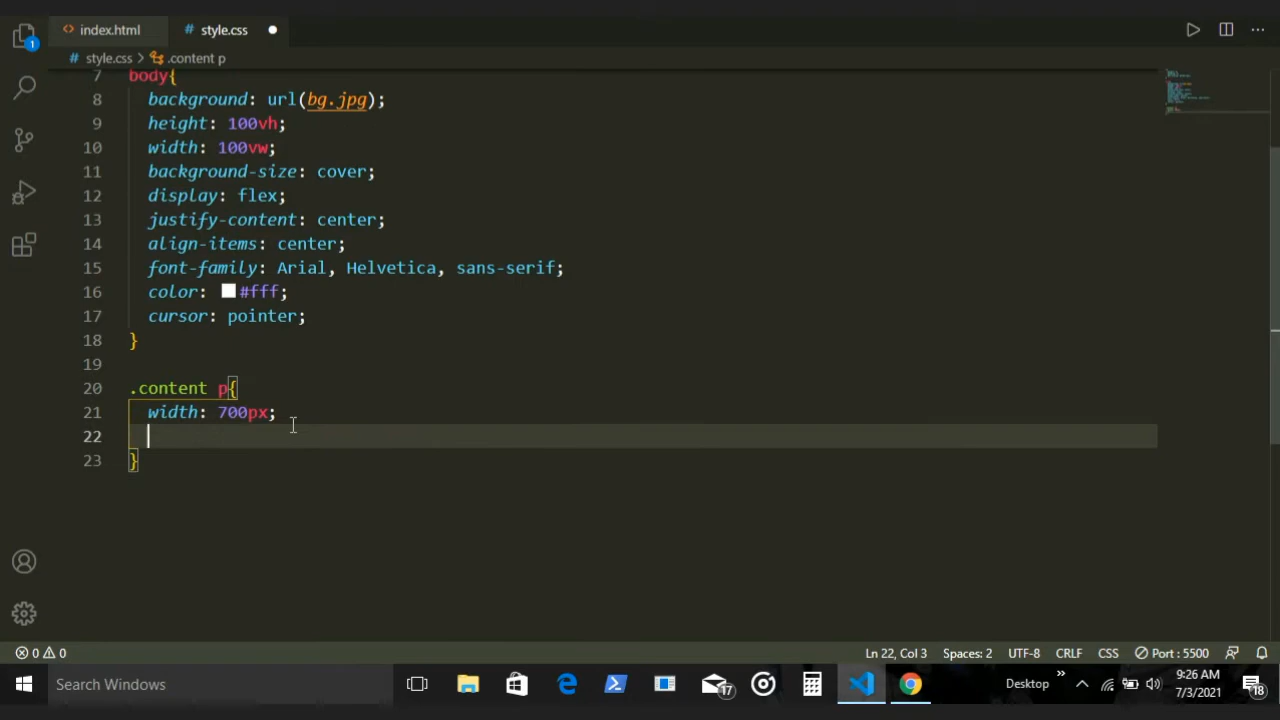 index.html
# style.css
1
# style.css > .content p
7 body{
8 background: url(bg.jpg);
9 height: 100vh;
10 width: 100vw;
11 background-size: cover;
12 display: flex;
13 justify-content: center;
14 align-items: center;
15 font-family: Arial, Helvetica, sans-serif;
16 color: #fff;
17 cursor: pointer;
18 }
19
20 .content p{
21 width: 700px;
22
23 }
0 0 Ln 22, Col 3 Spaces: 2 UTF-8 CRLF CSS Port : 5500
Search Windows 17 Desktop 9:26 AM
7/3/2021
18